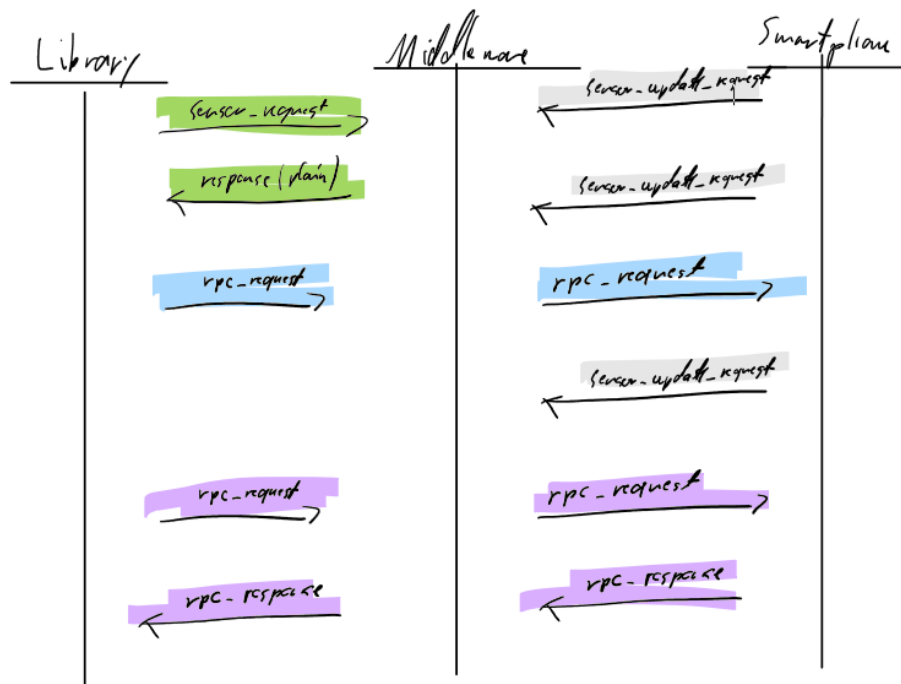 Library
Middleware
Smartphone
sensor_request
sensor_update_request
response (plain)
sensor_update_request
rpc_request
rpc_request
sensor_update_request
rpc_request
rpc_request
rpc_response
rpc_response